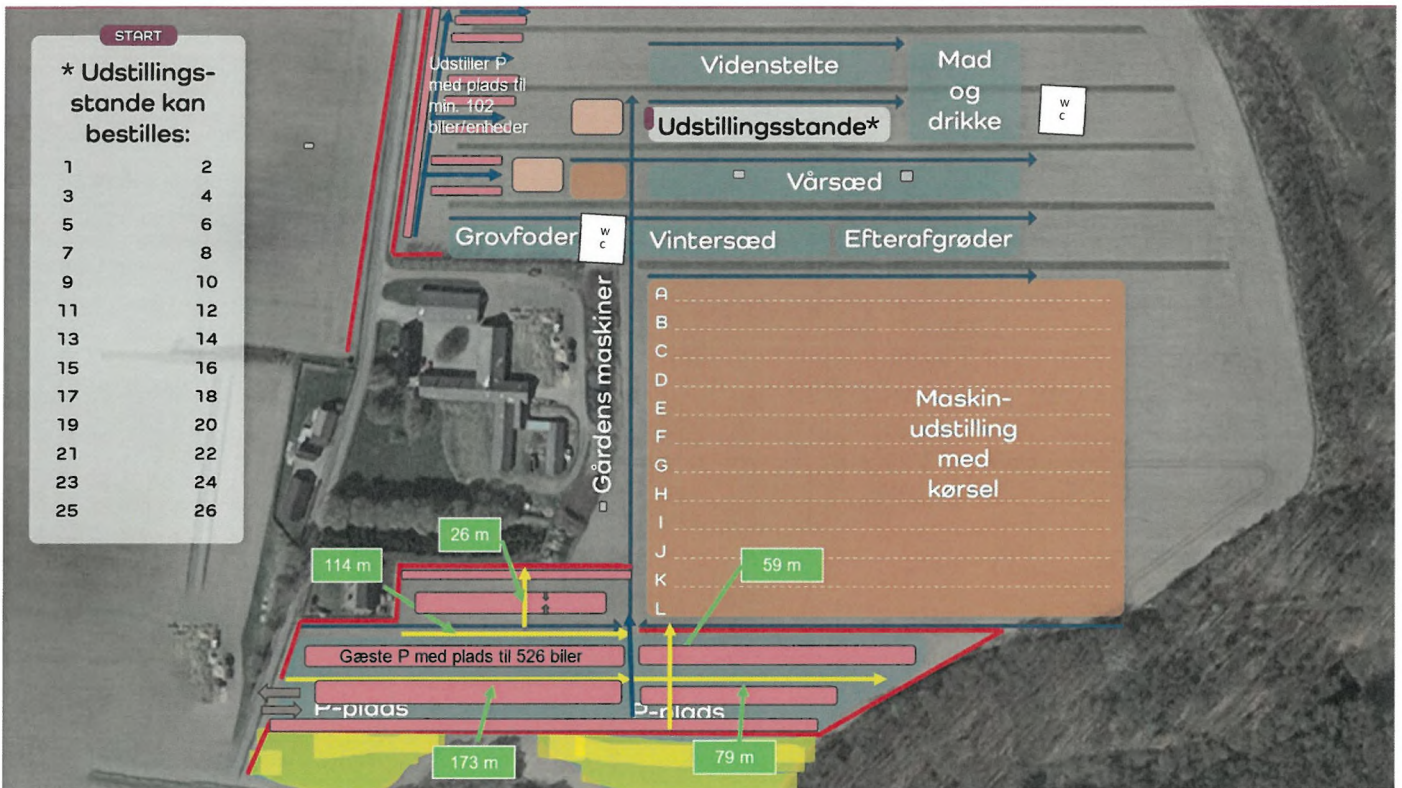 START
* Udstillings-
stande kan
bestilles:
1 2
3 4
5 6
7 8
9 10
11 12
13 14
15 16
17 18
19 20
21 22
23 24
25 26
Udstiller P
med plads til
min. 102
biler/enheder
Videnstelte
Mad
og
drikke
W
C
Udstillingsstande*
Vårsæd
Grovfoder
W
C
Vintersæd
Efterafgrøder
Gårdens maskiner
A
B
C
D
E
F
G
H
I
J
K
L
Maskin-
udstilling
med
kørsel
26 m
114 m
59 m
Gæste P med plads til 526 biler
P-plads
P-plads
173 m
79 m